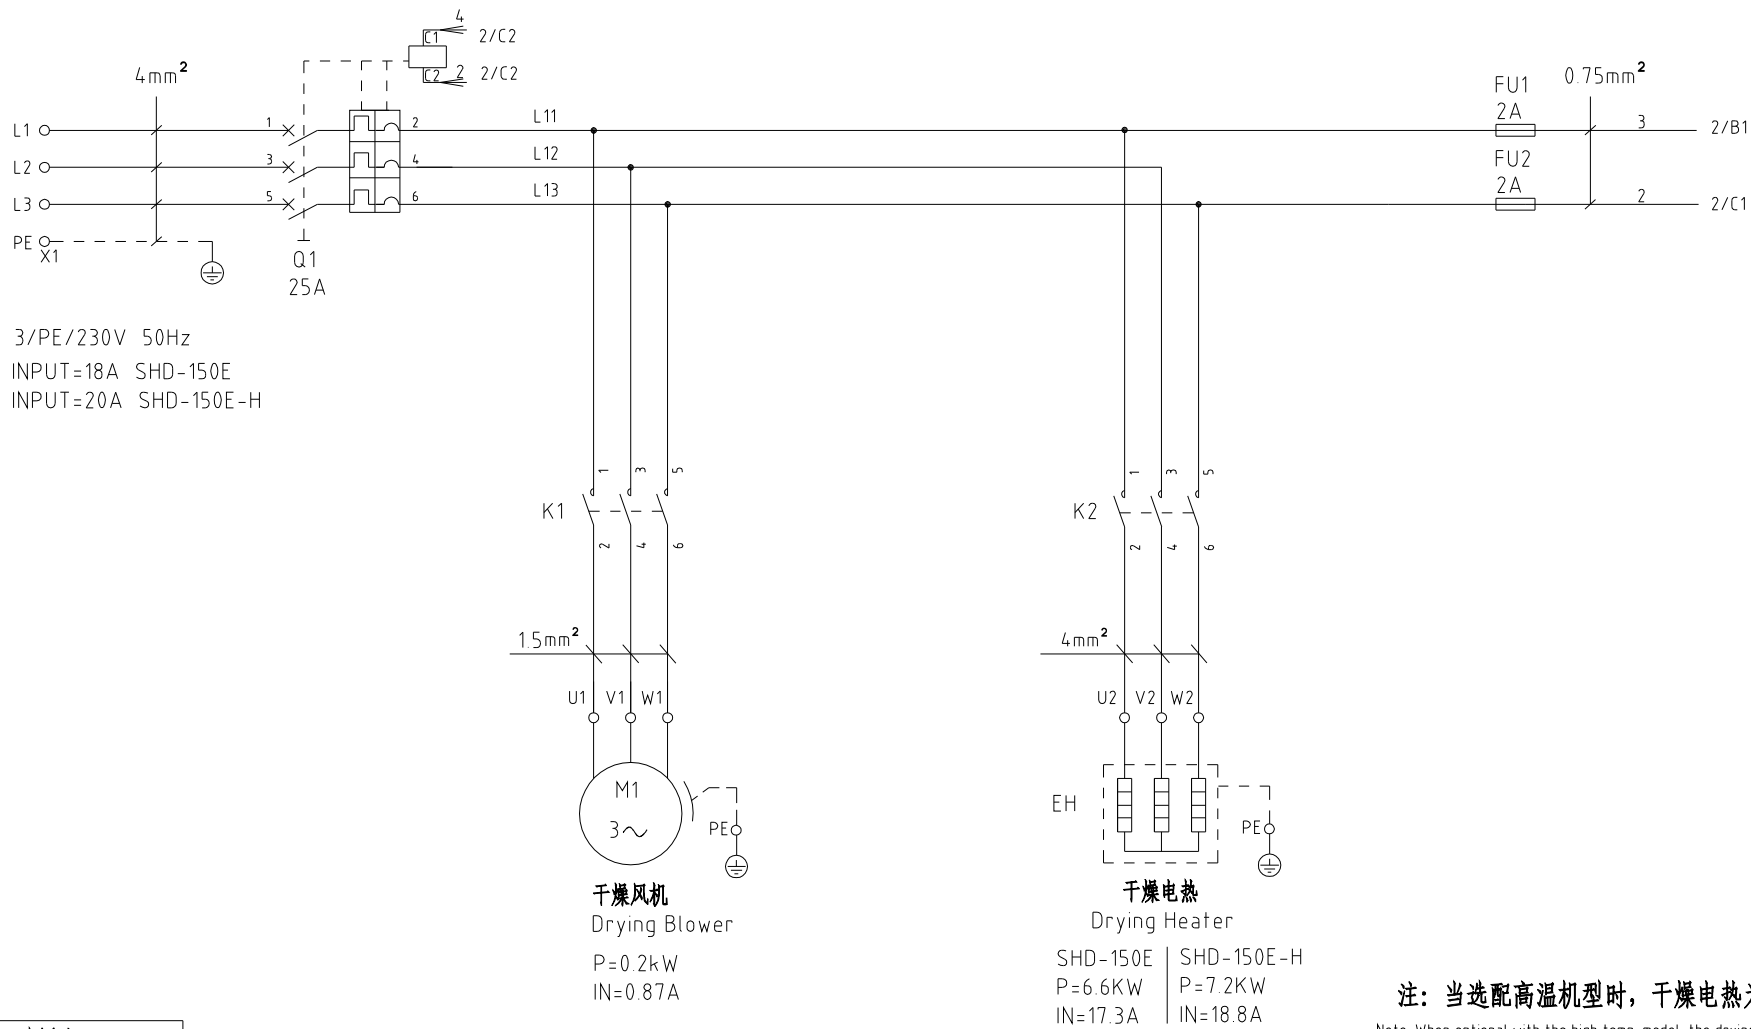 4
C1
2/C2
C2
2
2/C2
4mm²
FU1
2A
0.75mm²
L1
1
2
L11
3
2/B1
L2
3
4
L12
FU2
2A
L3
5
6
L13
2
2/C1
PE
X1
Q1
25A
3/PE/230V 50Hz
INPUT=18A SHD-150E
INPUT=20A SHD-150E-H
1
3
5
K1
2
4
6
1
3
5
K2
2
4
6
1.5mm²
4mm²
U1
V1
W1
U2
V2
W2
M1
3~
PE
EH
PE
干燥风机
Drying Blower
P=0.2kW
IN=0.87A
干燥电热
Drying Heater
SHD-150E
P=6.6KW
IN=17.3A
SHD-150E-H
P=7.2KW
IN=18.8A
注：当选配高温机型时，干燥电热